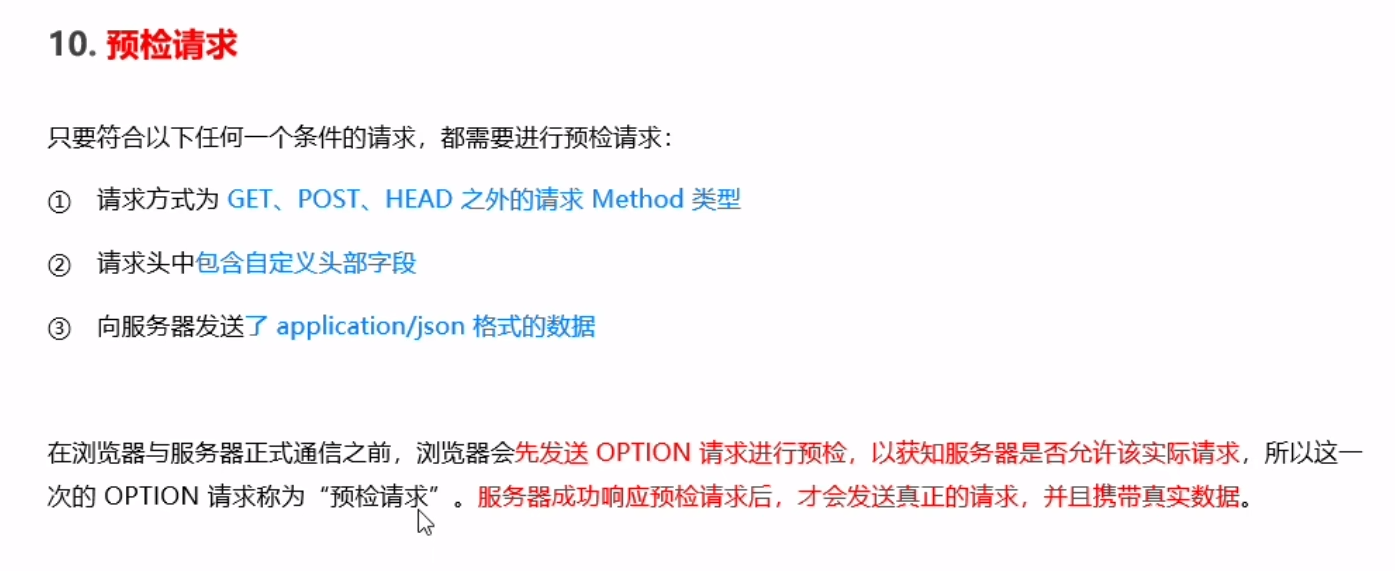 10. 预检请求
只要符合以下任何一个条件的请求，都需要进行预检请求：
① 请求方式为 GET、POST、HEAD 之外的请求 Method 类型
② 请求头中包含自定义头部字段
③ 向服务器发送了 application/json 格式的数据
在浏览器与服务器正式通信之前，浏览器会先发送 OPTION 请求进行预检，以获知服务器是否允许该实际请求，所以这一
次的 OPTION 请求称为“预检请求”。服务器成功响应预检请求后，才会发送真正的请求，并且携带真实数据。